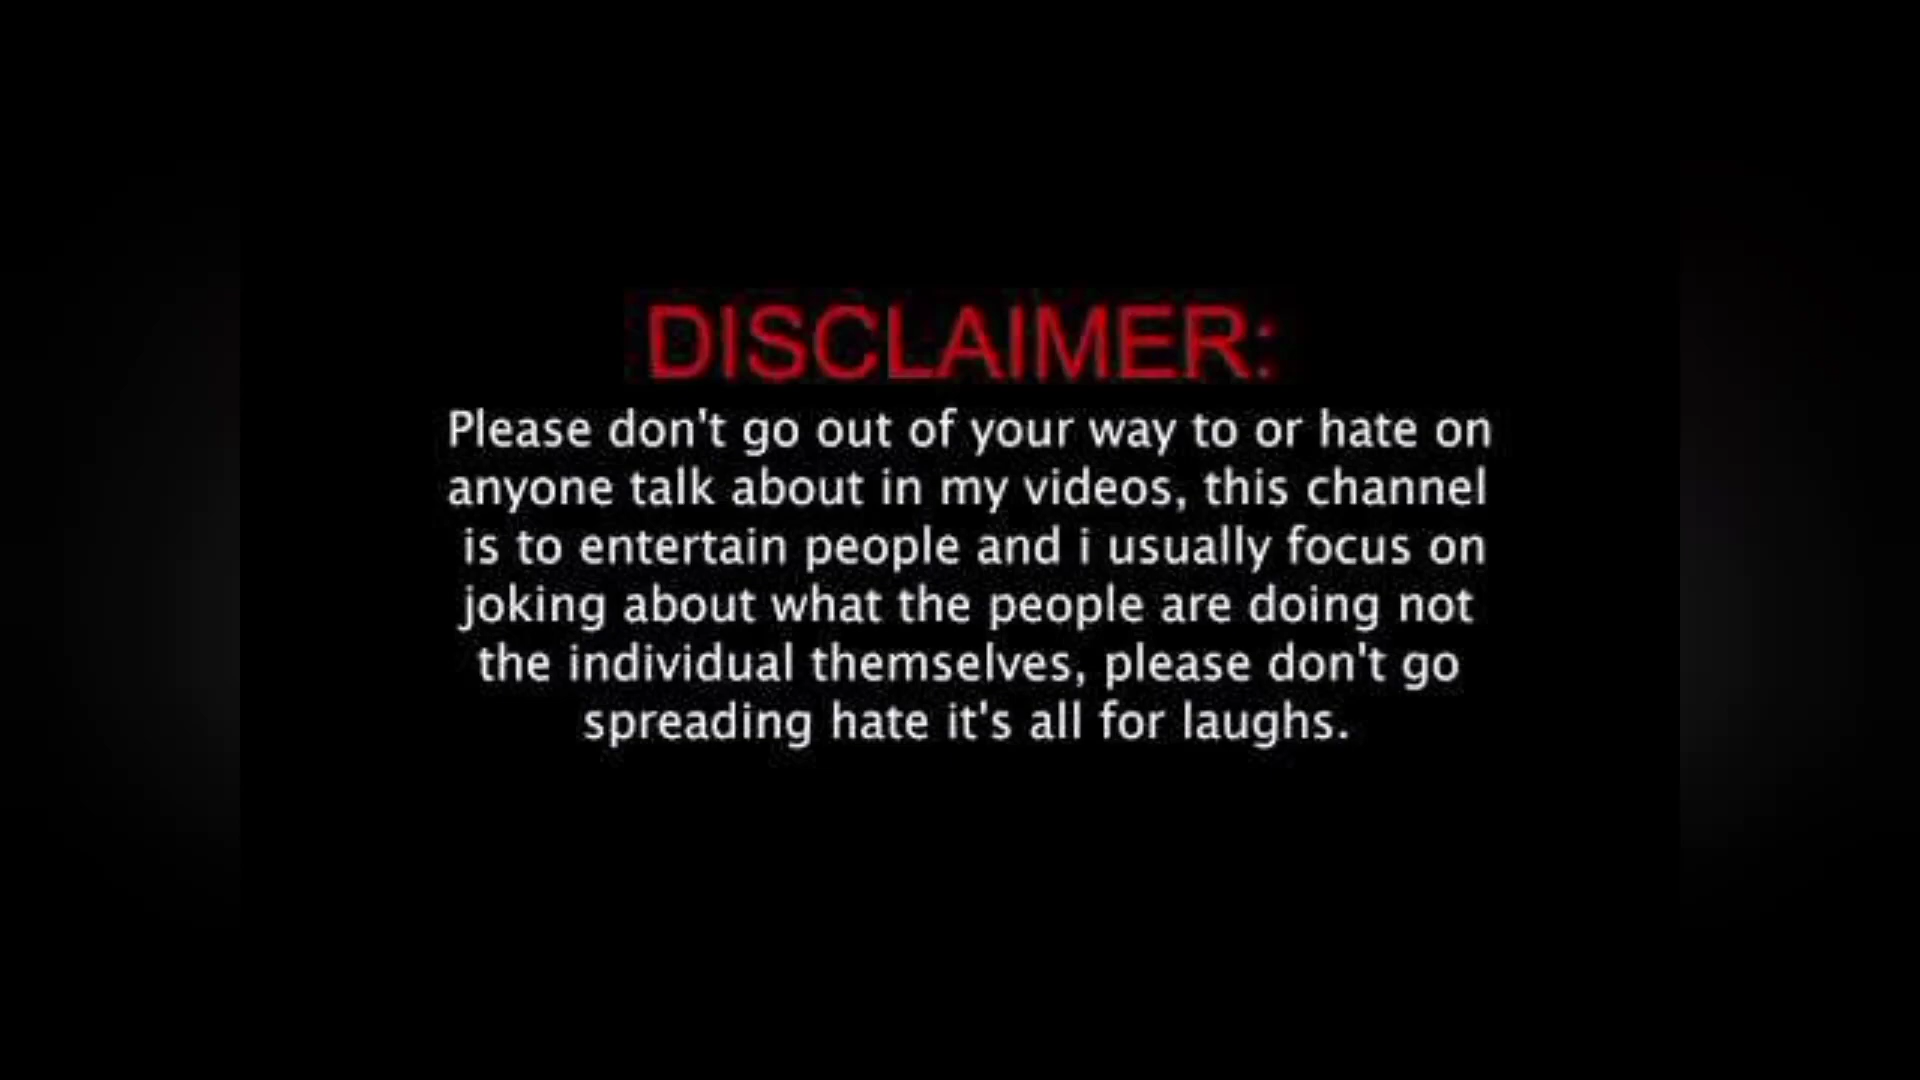 DISCLAIMER:
Please don't go out of your way to or hate on
anyone talk about in my videos, this channel
is to entertain people and i usually focus on
joking about what the people are doing not
the individual themselves, please don't go
spreading hate it's all for laughs.